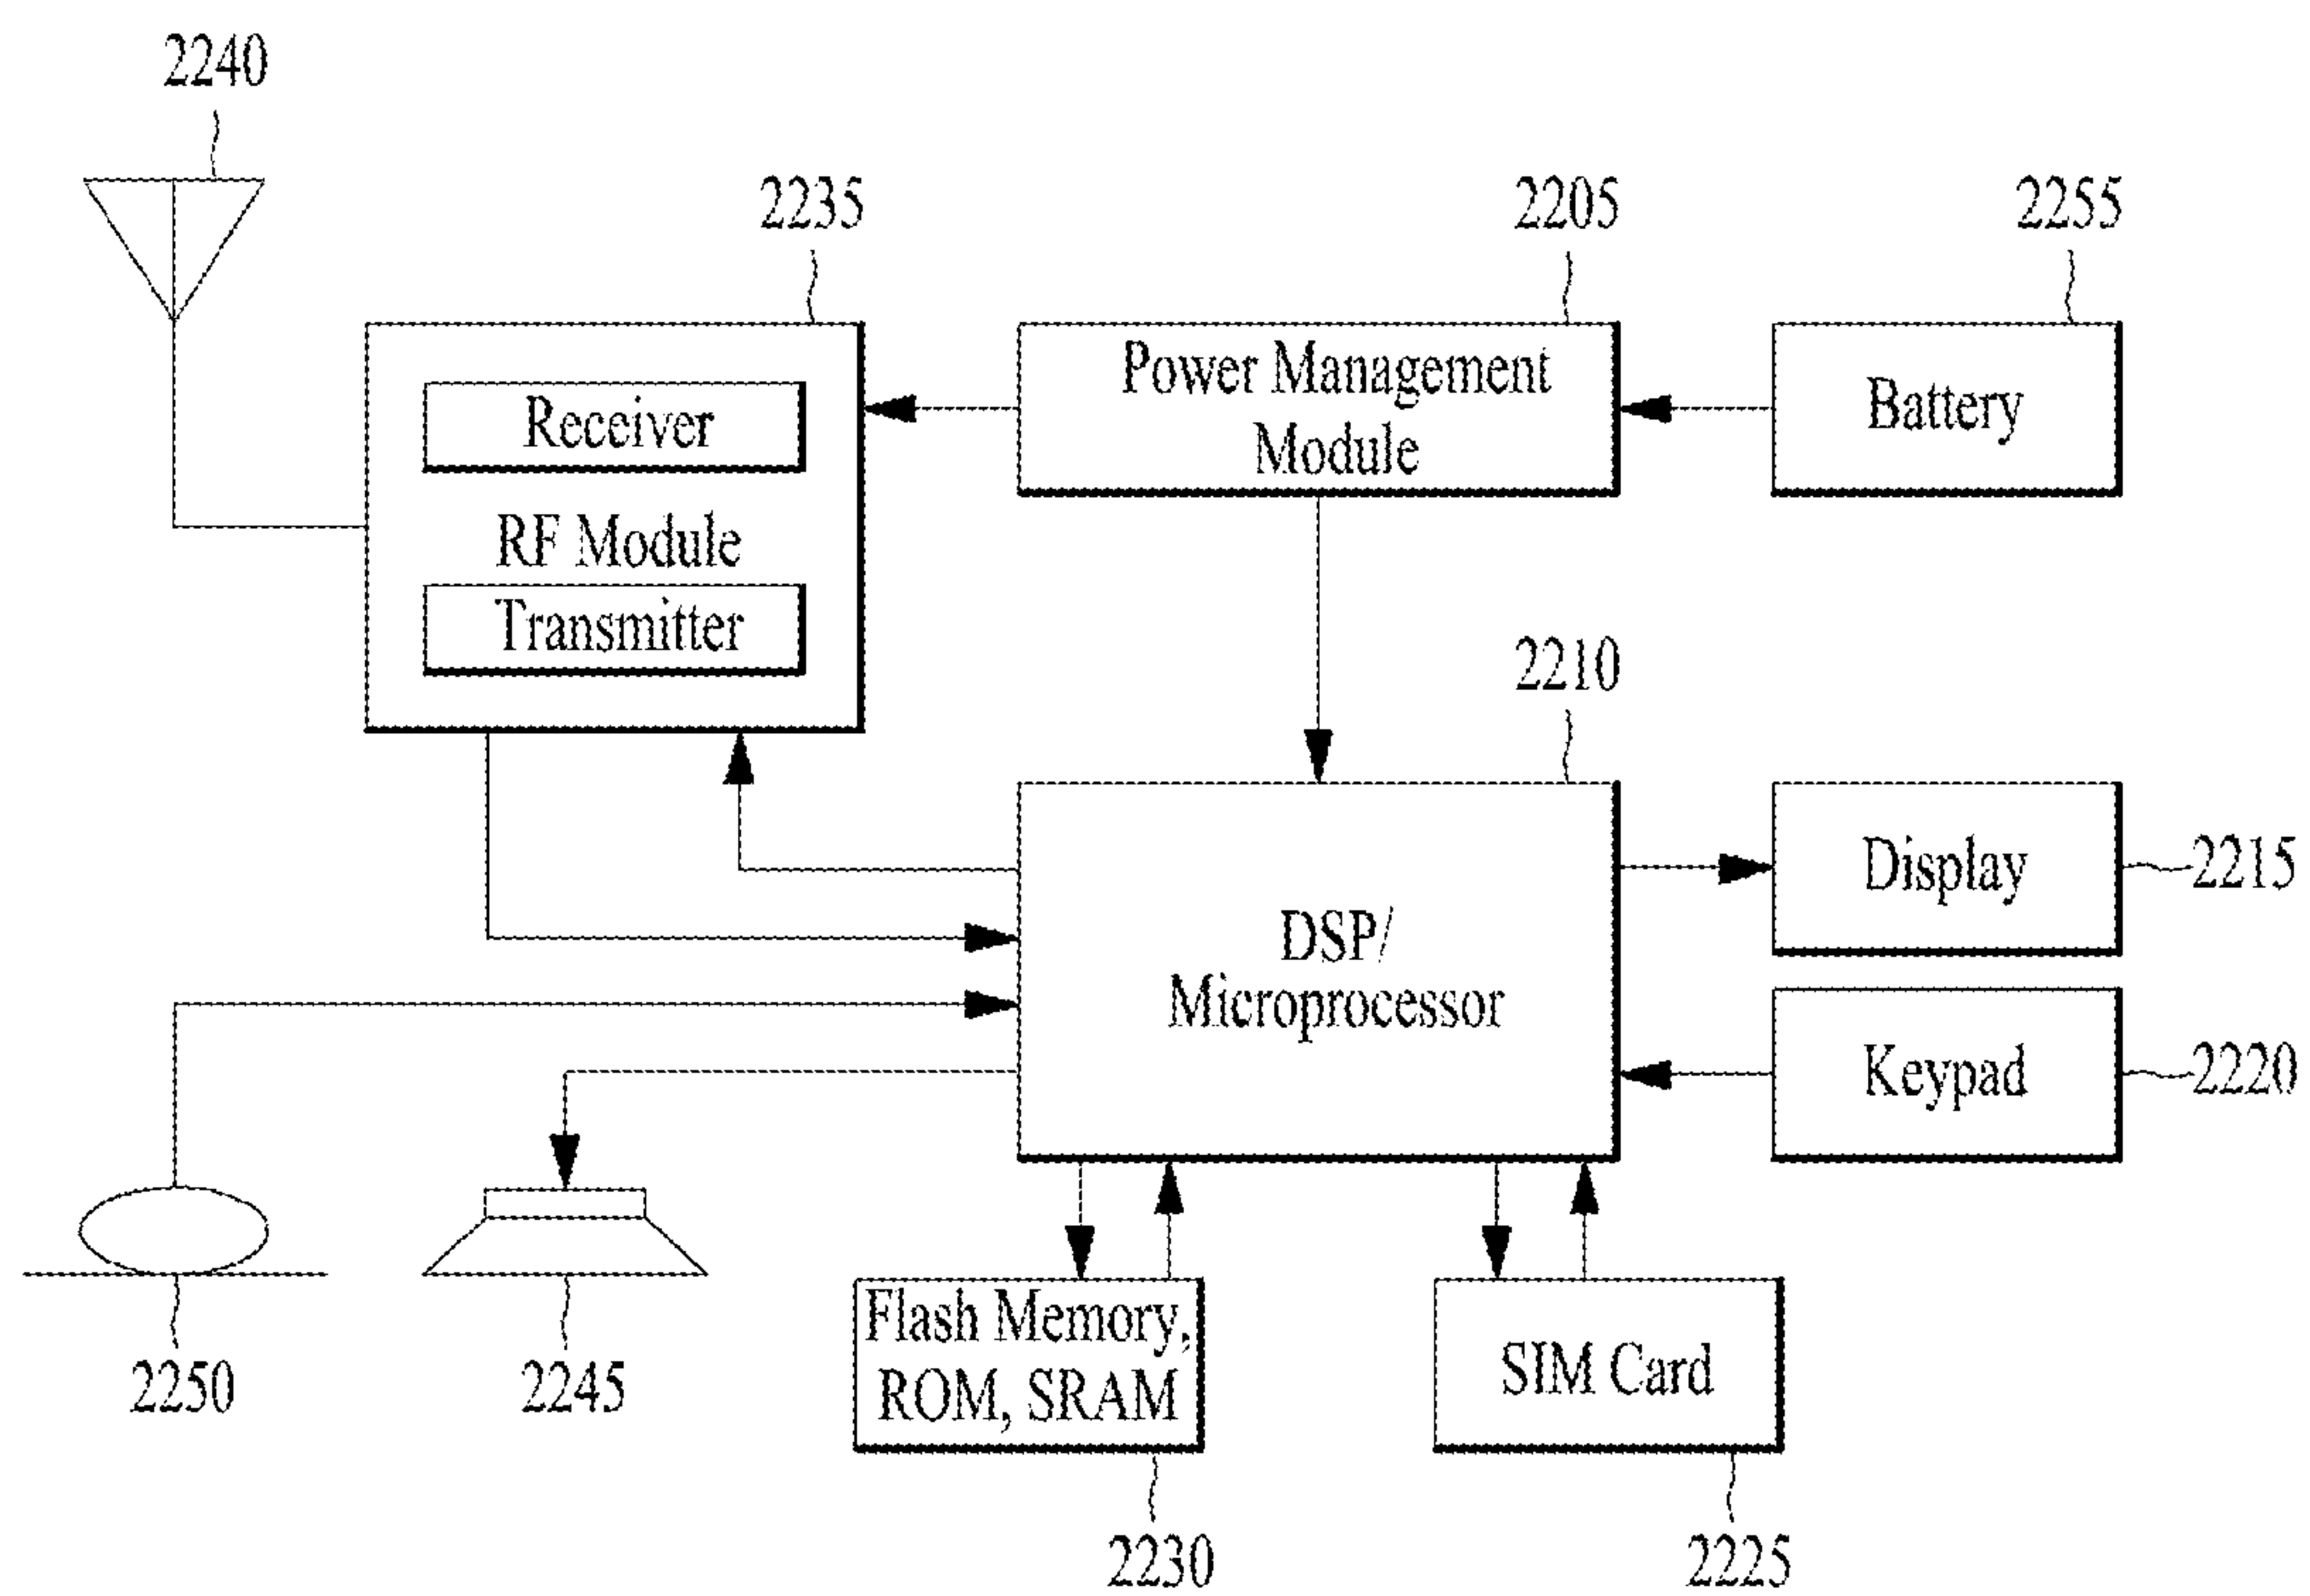 2240
2235
2205
2255
Receiver
RF Module
Transmitter
Power Management
Module
Battery
2210
DSP/
Microprocessor
Display
2215
Keypad
2220
2250
2245
Flash Memory,
ROM, SRAM
SIM Card
2230
2225